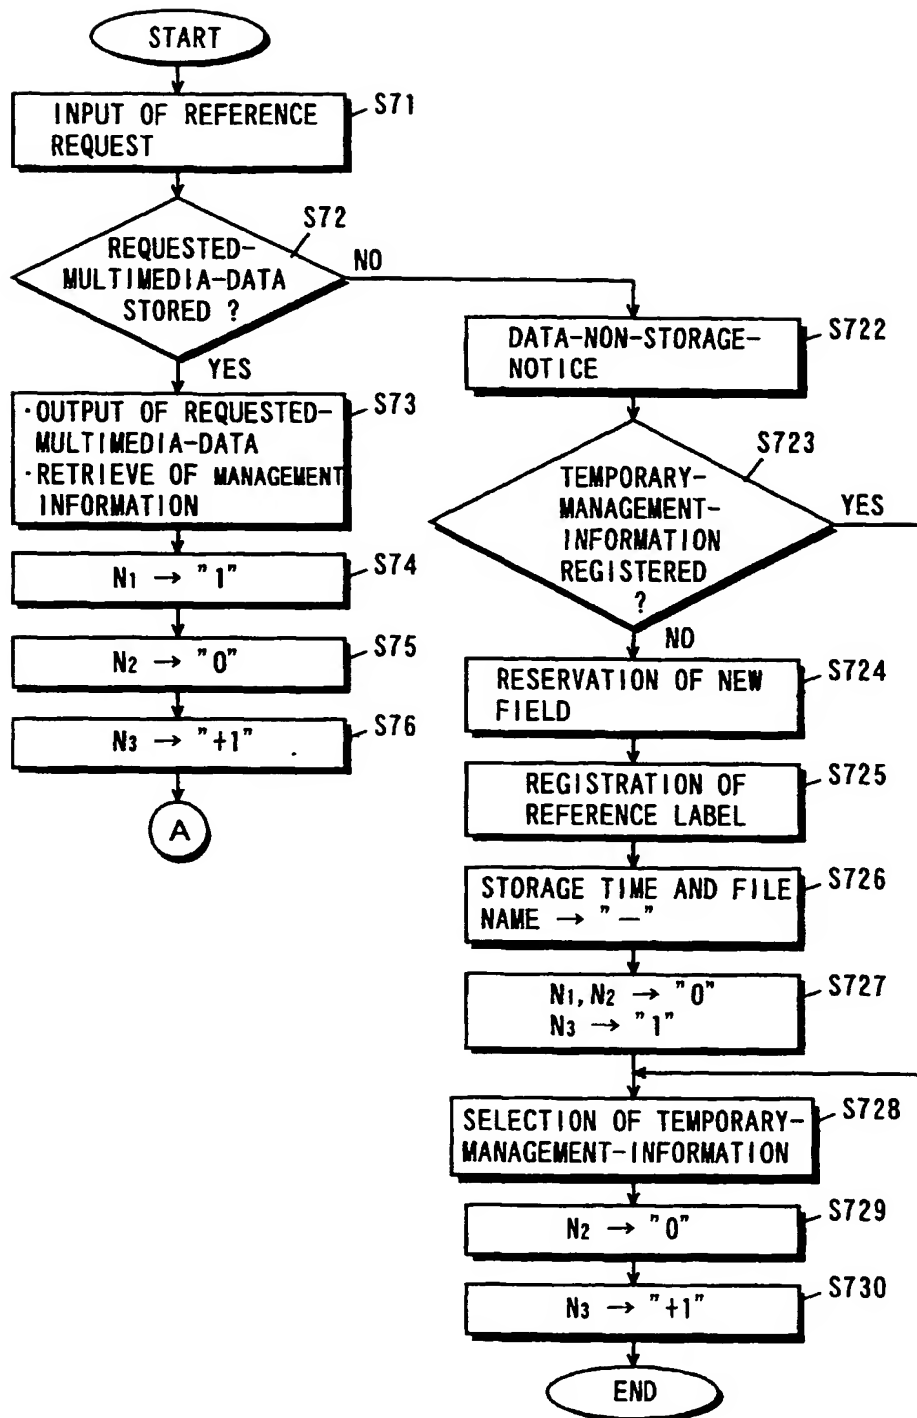 START
INPUT OF REFERENCE
REQUEST
S71
S72
REQUESTED-
MULTIMEDIA-DATA
STORED ?
NO
YES
·OUTPUT OF REQUESTED-
MULTIMEDIA-DATA
·RETRIEVE OF MANAGEMENT
INFORMATION
S73
N1 → "1"
S74
N2 → "0"
S75
N3 → "+1"
S76
A
DATA-NON-STORAGE-
NOTICE
S722
S723
TEMPORARY-
MANAGEMENT-
INFORMATION
REGISTERED
?
YES
NO
RESERVATION OF NEW
FIELD
S724
REGISTRATION OF
REFERENCE LABEL
S725
STORAGE TIME AND FILE
NAME → "—"
S726
N1, N2 → "0"
N3 → "1"
S727
SELECTION OF TEMPORARY-
MANAGEMENT-INFORMATION
S728
N2 → "0"
S729
N3 → "+1"
S730
END